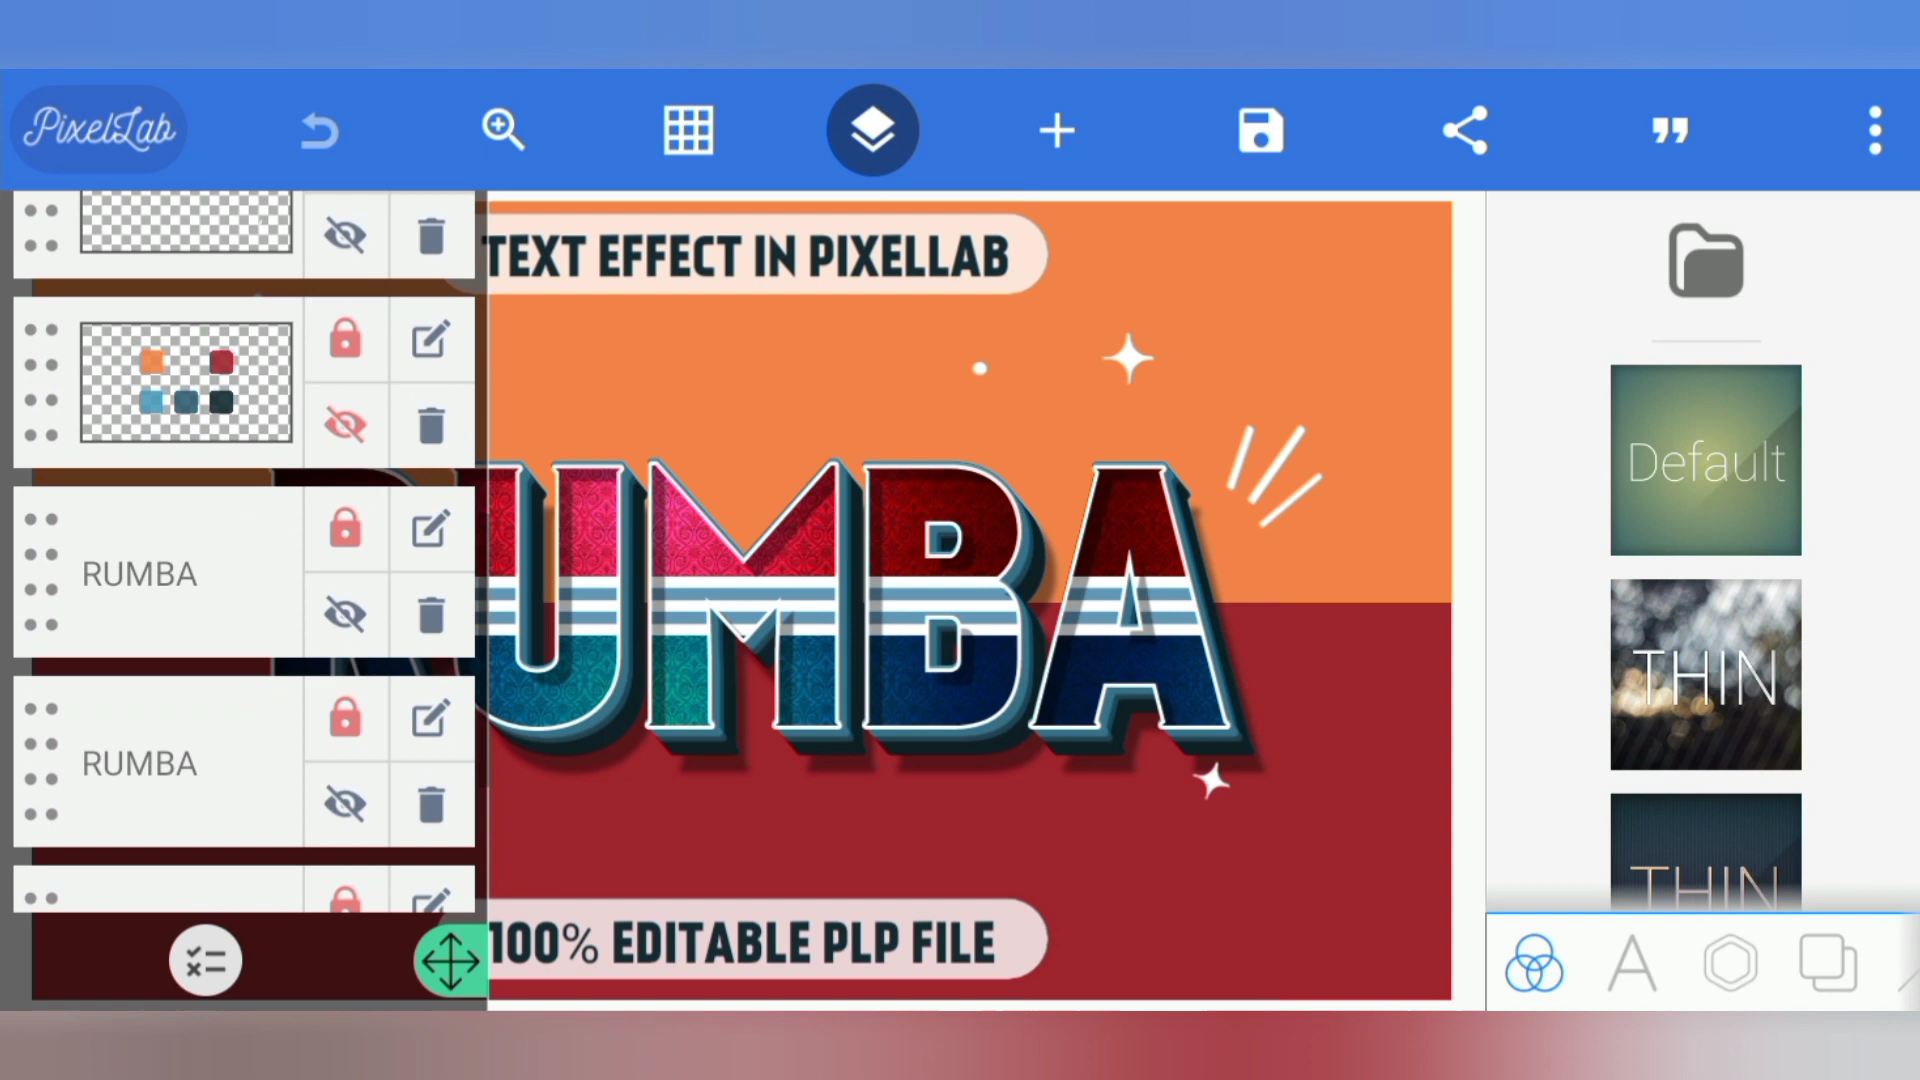 PixelLab
TEXT EFFECT IN PIXELLAB
RUMBA
RUMBA
UMBA
100% EDITABLE PLP FILE
Default
THIN
THIN
A